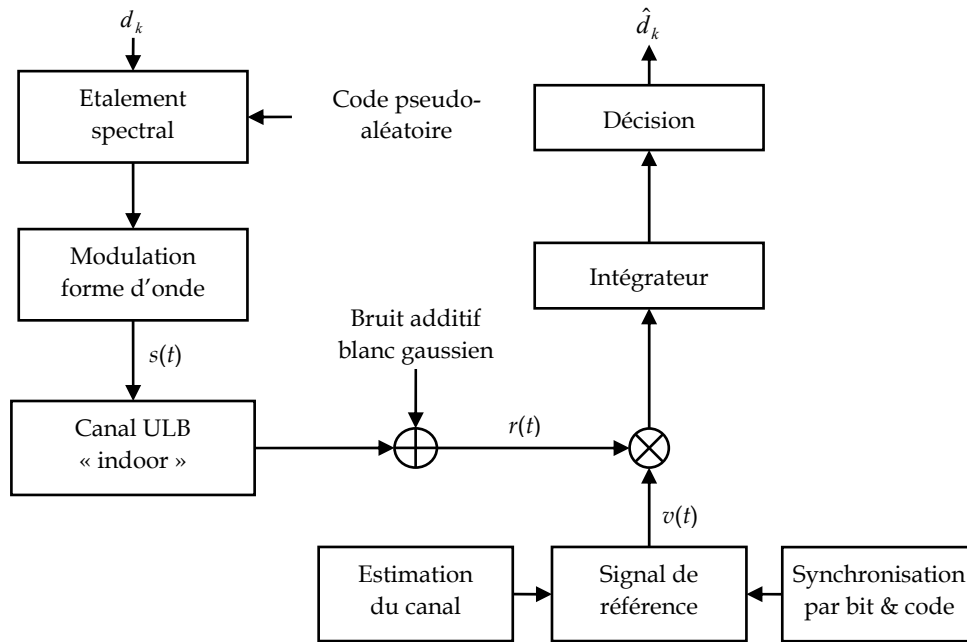 d_k
Etalement
spectral
Code pseudo-
aléatoire
Modulation
forme d’onde
s(t)
Canal ULB
« indoor »
Bruit additif
blanc gaussien
r(t)
d̂_k
Décision
Intégrateur
v(t)
Estimation
du canal
Signal de
référence
Synchronisation
par bit & code